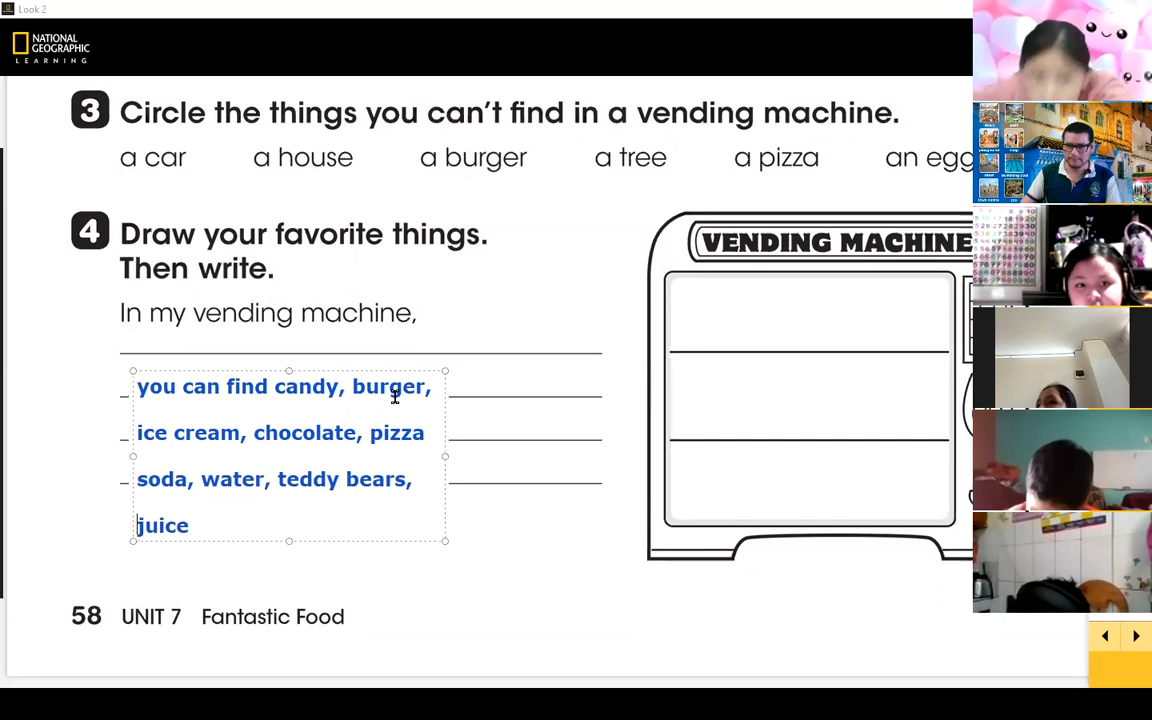 Look 2
NATIONAL
GEOGRAPHIC
LEARNING
3 Circle the things you can't find in a vending machine.
a car a house a burger a tree a pizza an egg
4 Draw your favorite things.
Then write.
In my vending machine,
you can find candy, burger,
ice cream, chocolate, pizza
soda, water, teddy bears,
juice
VENDING MACHINE
58 UNIT 7 Fantastic Food